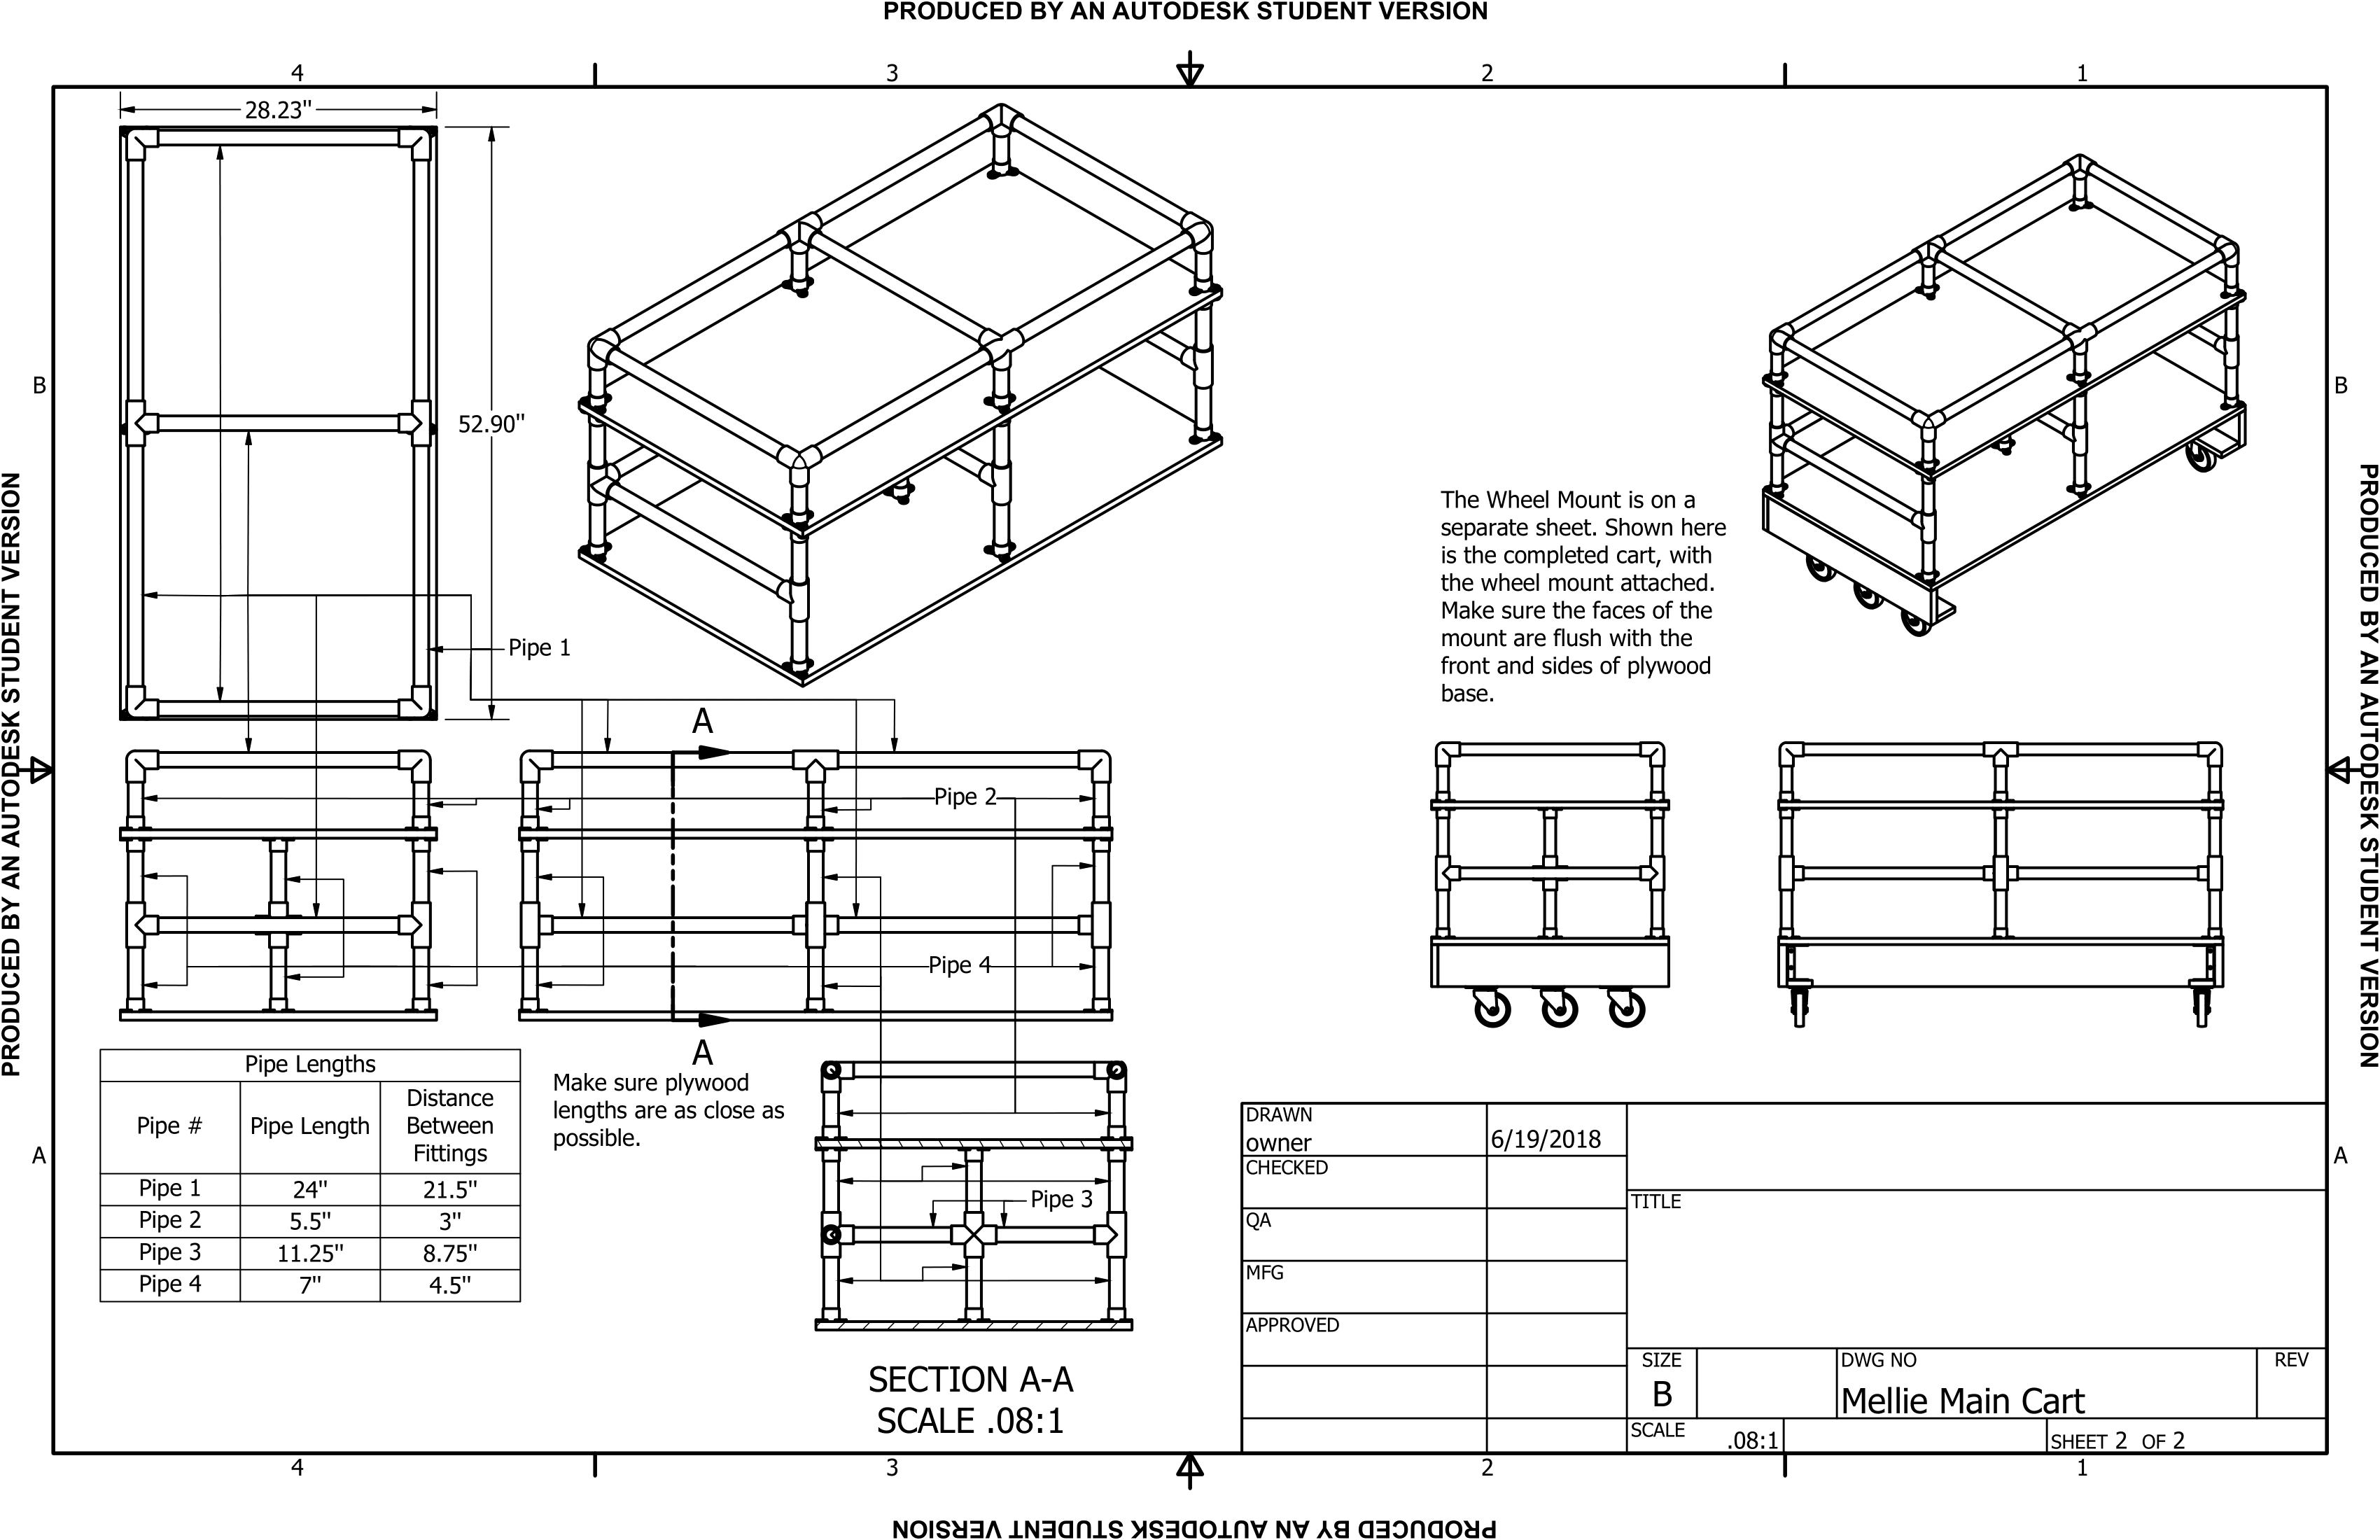 PRODUCED BY AN AUTODESK STUDENT VERSION
4
3
2
1
28.23"
52.90"
B
B
PRODUCED BY AN AUTODESK STUDENT VERSION
PRODUCED BY AN AUTODESK STUDENT VERSION
The Wheel Mount is on a
separate sheet. Shown here
is the completed cart, with
the wheel mount attached.
Make sure the faces of the
mount are flush with the
front and sides of plywood
base.
Pipe 1
A
Pipe 2
Pipe 4
A
Make sure plywood
lengths are as close as
possible.
Pipe Lengths
Pipe #
Pipe Length
Distance
Between
Fittings
Pipe 1
24"
21.5"
Pipe 2
5.5"
3"
Pipe 3
11.25"
8.75"
Pipe 4
7"
4.5"
Pipe 3
SECTION A-A
SCALE .08:1
A
A
DRAWN
owner
6/19/2018
CHECKED
QA
MFG
APPROVED
TITLE
SIZE
B
DWG NO
Mellie Main Cart
REV
SCALE
.08:1
SHEET 2 OF 2
4
3
2
1
PRODUCED BY AN AUTODESK STUDENT VERSION